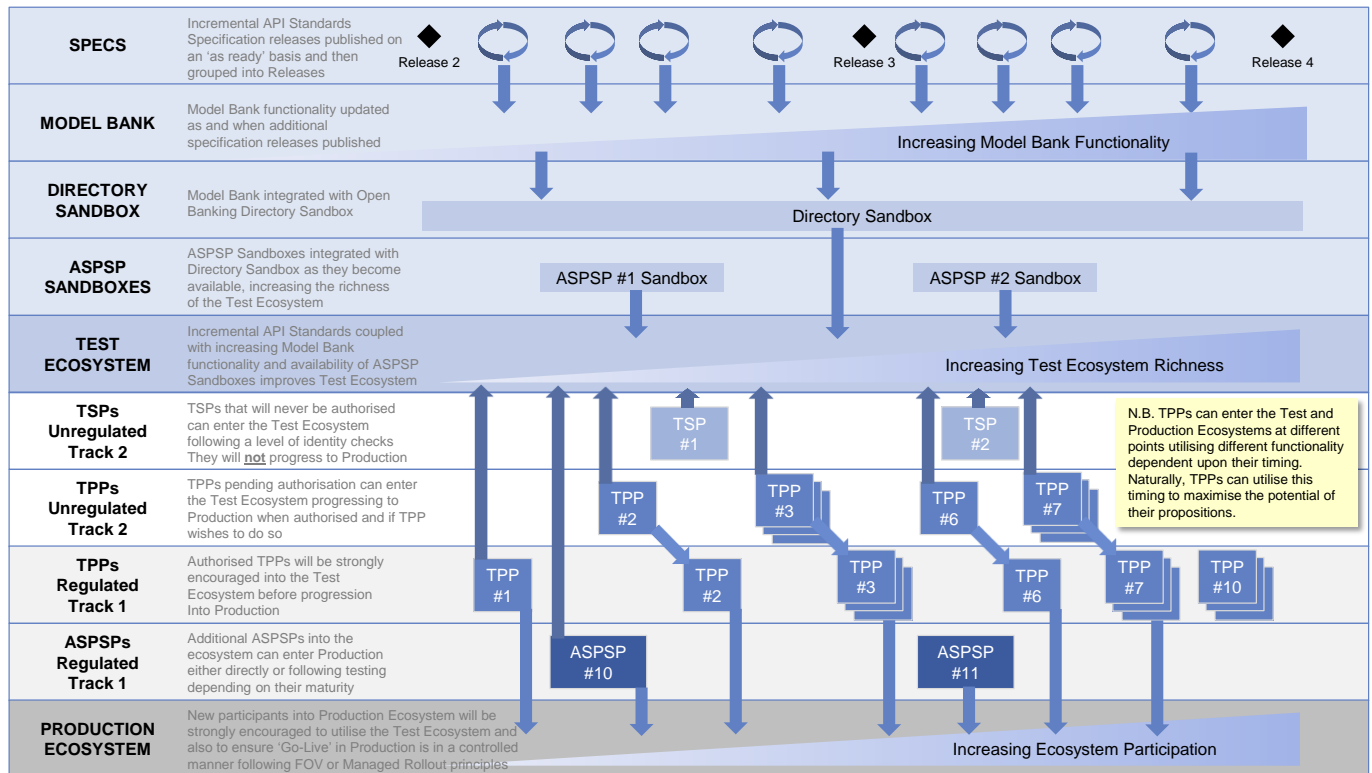 SPECS
Incremental API Standards
Specification releases published on
an ‘as ready’ basis and then
grouped into Releases
Release 2
Release 3
Release 4
MODEL BANK
Model Bank functionality updated
as and when additional
specification releases published
Increasing Model Bank Functionality
DIRECTORY
SANDBOX
Model Bank integrated with Open
Banking Directory Sandbox
Directory Sandbox
ASPSP
SANDBOXES
ASPSP Sandboxes integrated with
Directory Sandbox as they become
available, increasing the richness
of the Test Ecosystem
ASPSP #1 Sandbox
ASPSP #2 Sandbox
TEST
ECOSYSTEM
Incremental API Standards coupled
with increasing Model Bank
functionality and availability of ASPSP
Sandboxes improves Test Ecosystem
Increasing Test Ecosystem Richness
TSPs
Unregulated
Track 2
TSPs that will never be authorised
can enter the Test Ecosystem
following a level of identity checks
They will not progress to Production
TSP
#1
TSP
#2
N.B. TPPs can enter the Test and
Production Ecosystems at different
points utilising different functionality
dependent upon their timing.
Naturally, TPPs can utilise this
timing to maximise the potential of
their propositions.
TPPs
Unregulated
Track 2
TPPs pending authorisation can enter
the Test Ecosystem progressing to
Production when authorised and if TPP
wishes to do so
TPP
#2
TPP
#3
TPP
#6
TPP
#7
TPPs
Regulated
Track 1
Authorised TPPs will be strongly
encouraged into the Test
Ecosystem before progression
Into Production
TPP
#1
TPP
#2
TPP
#3
TPP
#6
TPP
#7
TPP
#10
ASPSPs
Regulated
Track 1
Additional ASPSPs into the
ecosystem can enter Production
either directly or following testing
depending on their maturity
ASPSP
#10
ASPSP
#11
PRODUCTION
ECOSYSTEM
New participants into Production Ecosystem will be
strongly encouraged to utilise the Test Ecosystem and
also to ensure ‘Go-Live’ in Production is in a controlled
manner following FOV or Managed Rollout principles
Increasing Ecosystem Participation